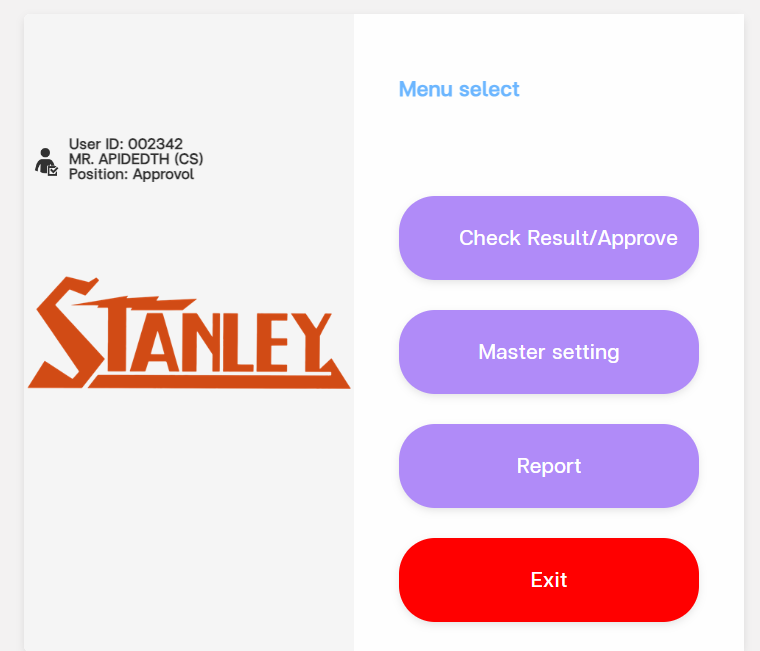 User ID: 002342
MR. APIDEDTH (CS)
Position: Approvol
STANLEY
Menu select
Check Result/Approve
Master setting
Report
Exit